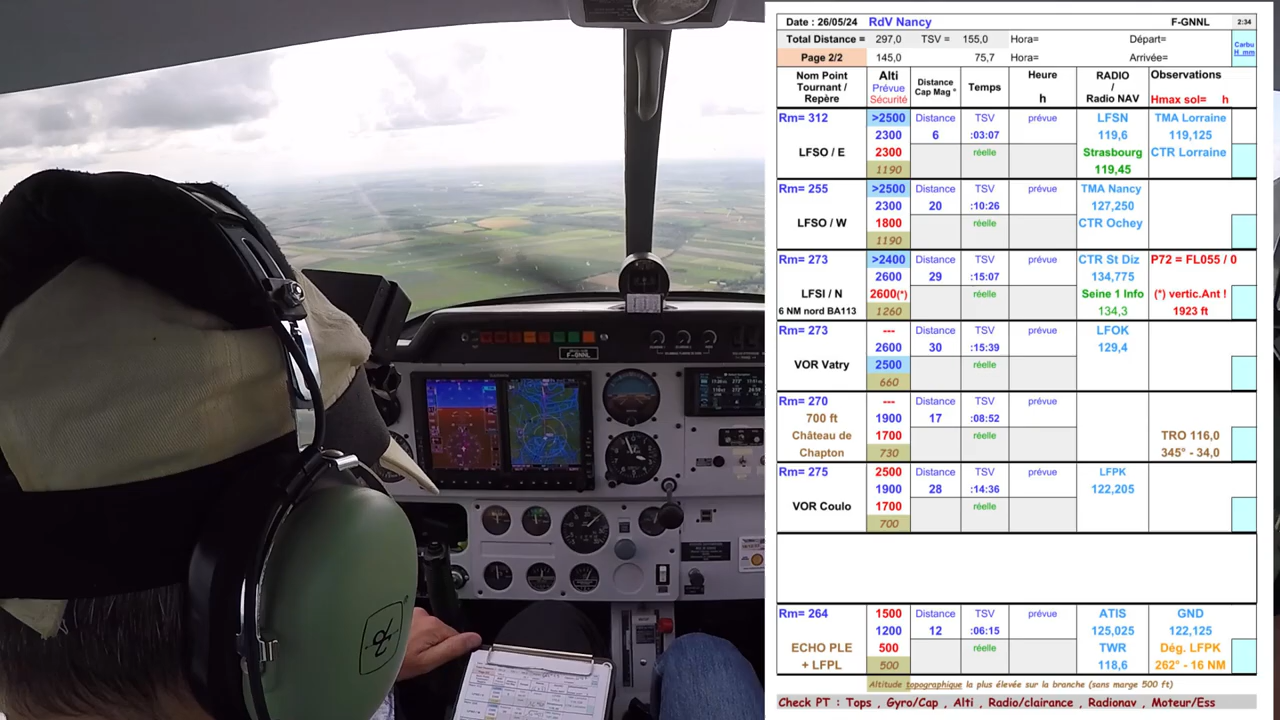 Date : 26/05/24 RdV Nancy F-GNNL 2:34
Total Distance = 297,0 TSV = 155,0 Hora= Départ=
Carbu
H mm
Page 2/2 145,0 75,7 Hora= Arrivée=
Nom Point Tournant / Repère
Alti Prévue Sécurité
Distance Cap Mag °
Temps
Heure h
RADIO / Radio NAV
Observations Hmax sol= h
Rm= 312 >2500 Distance TSV prévue LFSN TMA Lorraine
2300 6 :03:07 119,6 119,125
LFSO / E 2300 réelle Strasbourg CTR Lorraine
1190 119,45
Rm= 255 >2500 Distance TSV prévue TMA Nancy
2300 20 :10:26 127,250
LFSO / W 1800 réelle CTR Ochey
1190
Rm= 273 >2400 Distance TSV prévue CTR St Diz P72 = FL055 / 0
2600 29 :15:07 134,775
LFSI / N 2600(*) réelle Seine 1 Info (*) vertic.Ant !
6 NM nord BA113 1260 134,3 1923 ft
Rm= 273 --- Distance TSV prévue LFOK
2600 30 :15:39 129,4
VOR Vatry 2500 réelle
660
Rm= 270 --- Distance TSV prévue
700 ft 1900 17 :08:52
Château de 1700 réelle TRO 116,0
Chapton 730 345° - 34,0
Rm= 275 2500 Distance TSV prévue LFPK
1900 28 :14:36 122,205
VOR Coulo 1700 réelle
700
Rm= 264 1500 Distance TSV prévue ATIS GND
1200 12 :06:15 125,025 122,125
ECHO PLE 500 réelle TWR Dég. LFPK
+ LFPL 500 118,6 262° - 16 NM
Altitude topographique la plus élevée sur la branche (sans marge 500 ft)
Check PT : Tops , Gyro/Cap , Alti , Radio/clairance , Radionav , Moteur/Ess
F-GNNL